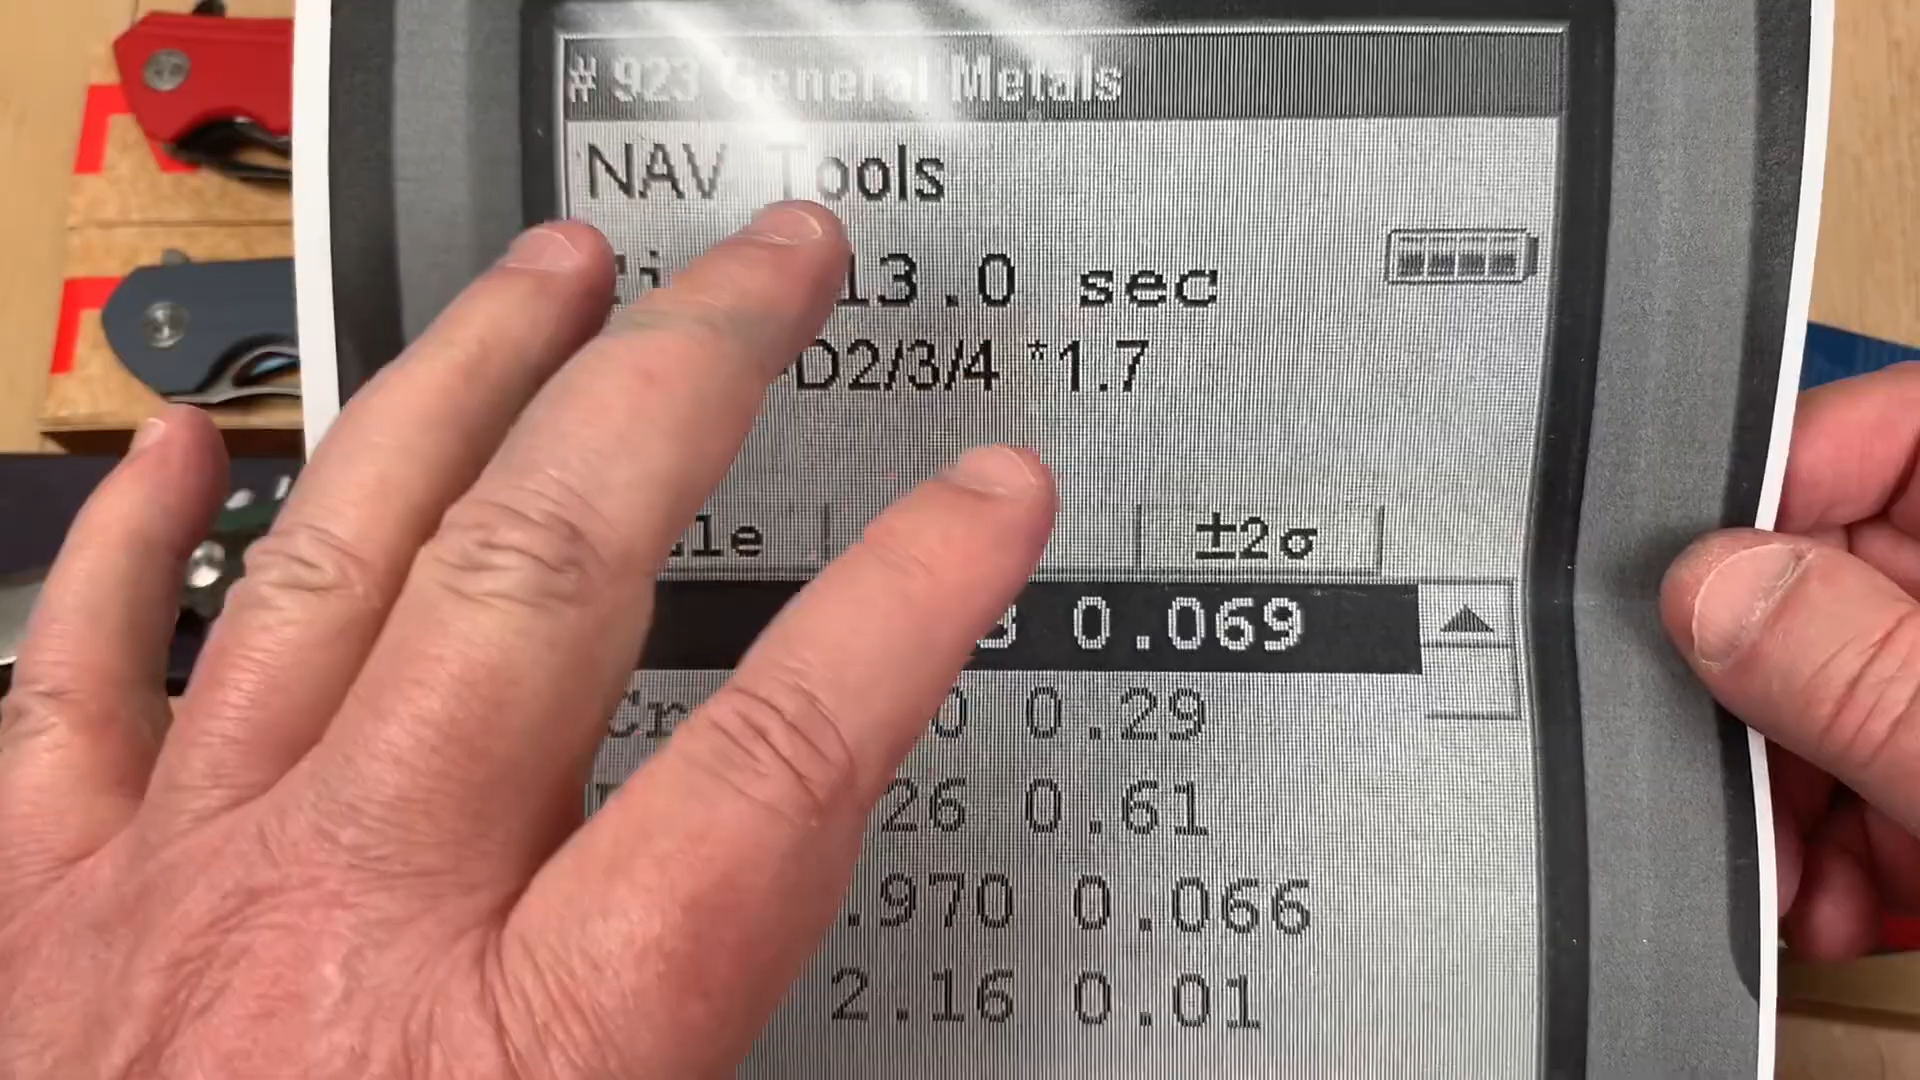 # 923 General Metals
NAV Tools
13.0 sec
D2/3/4 *1.7
±2σ
0.069
0.29
26 0.61
.970 0.066
2.16 0.01